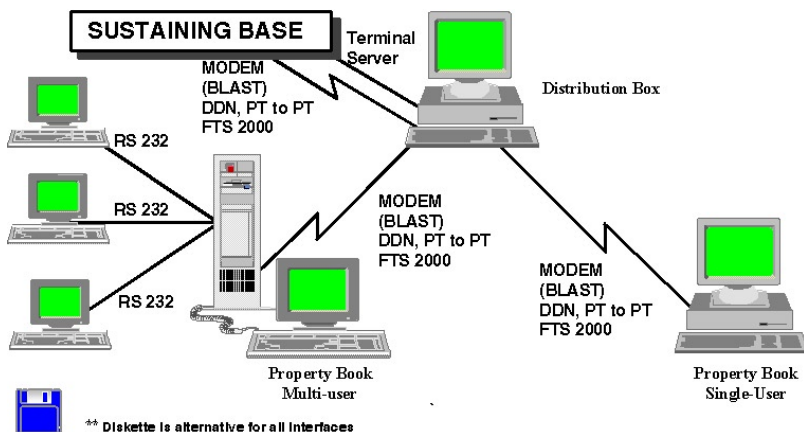 SUSTAINING BASE
Terminal
Server
MODEM
(BLAST)
DDN, PT to PT
FTS 2000
Distribution Box
RS 232
RS 232
RS 232
MODEM
(BLAST)
DDN, PT to PT
FTS 2000
MODEM
(BLAST)
DDN, PT to PT
FTS 2000
Property Book
Multi-user
Property Book
Single-User
** Diskette is alternative for all interfaces